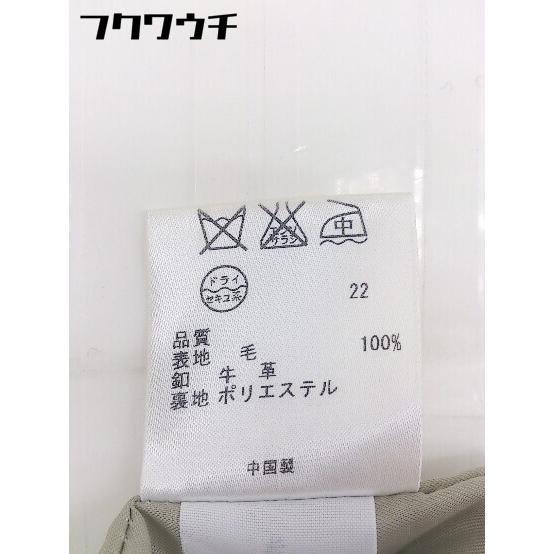 フクワウチ
エンソ
サラシ
中
ドライ
セキユ系
22
品質
表地 毛 100%
釦 牛革
裏地 ポリエステル
中国製